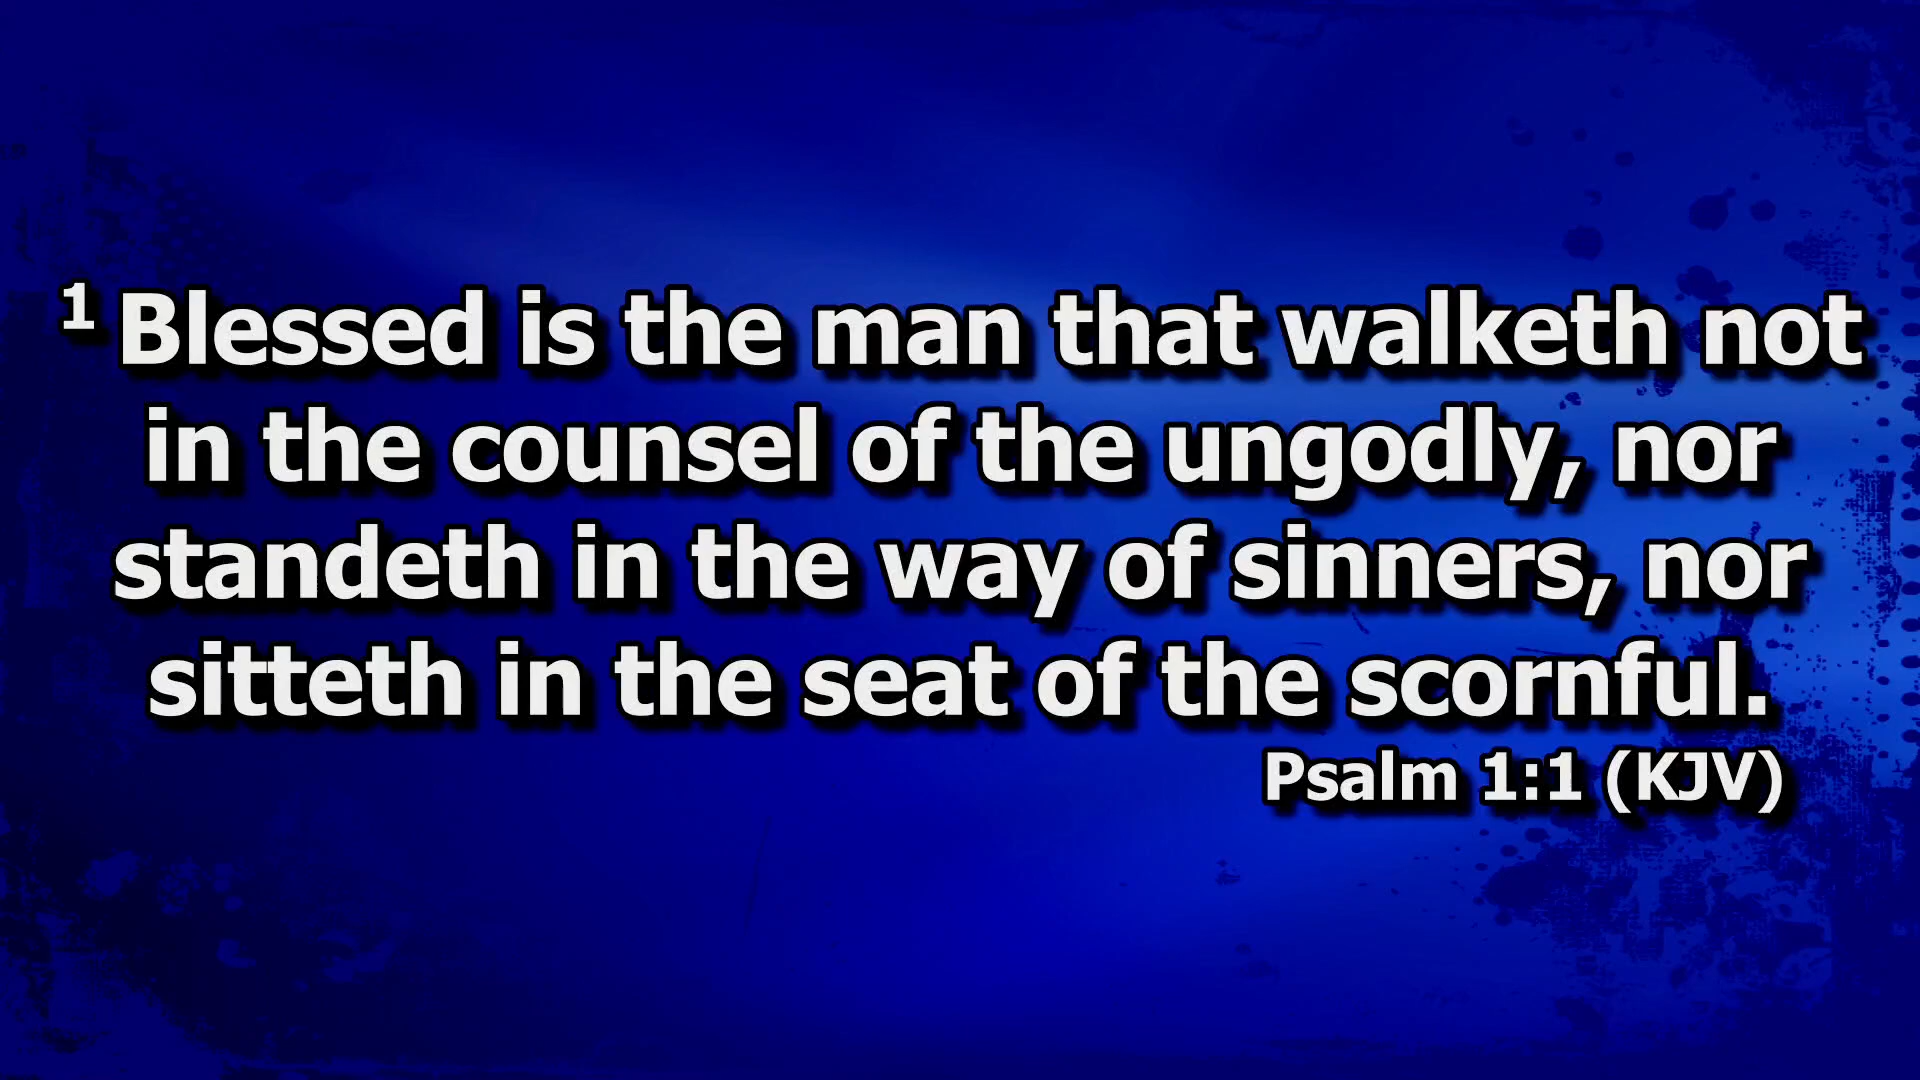 1 Blessed is the man that walketh not
in the counsel of the ungodly, nor
standeth in the way of sinners, nor
sitteth in the seat of the scornful.
Psalm 1:1 (KJV)